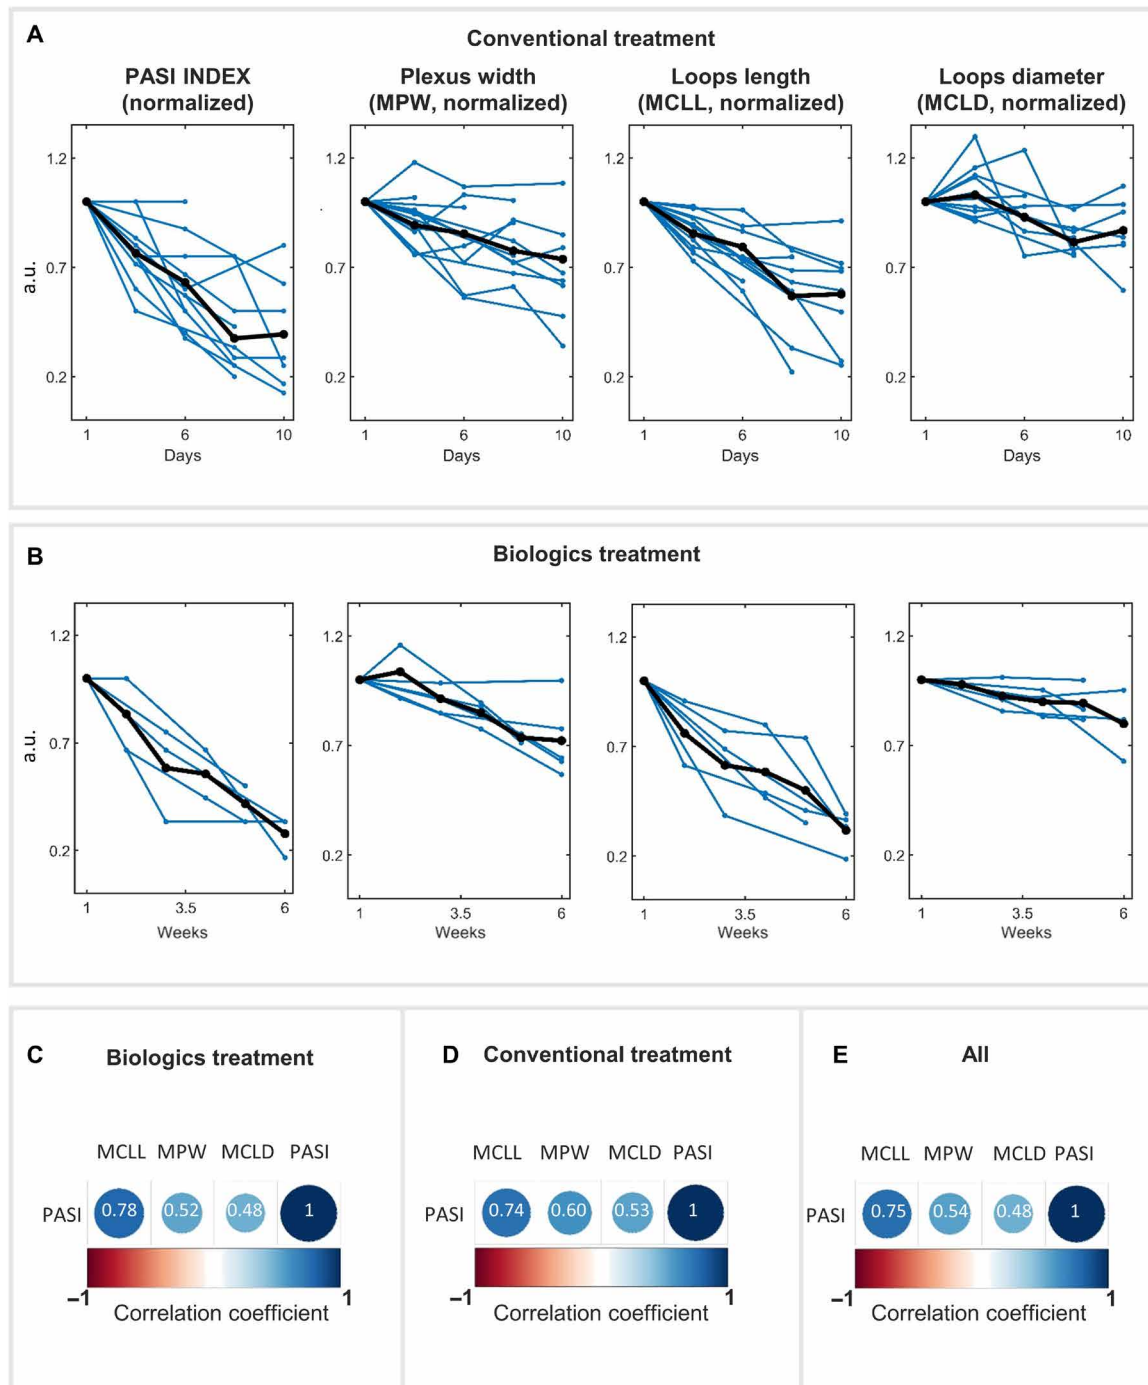 A
Conventional treatment
PASI INDEX
(normalized)
Plexus width
(MPW, normalized)
Loops length
(MCLL, normalized)
Loops diameter
(MCLD, normalized)
a.u.
1.2
0.7
0.2
1 6 10
Days
1.2
0.7
0.2
1 6 10
Days
1.2
0.7
0.2
1 6 10
Days
1.2
0.7
0.2
1 6 10
Days
B
Biologics treatment
a.u.
1.2
0.7
0.2
1 3.5 6
Weeks
1.2
0.7
0.2
1 3.5 6
Weeks
1.2
0.7
0.2
1 3.5 6
Weeks
1.2
0.7
0.2
1 3.5 6
Weeks
C Biologics treatment
MCLL MPW MCLD PASI
PASI 0.78 0.52 0.48 1
−1 1
Correlation coefficient
D Conventional treatment
MCLL MPW MCLD PASI
PASI 0.74 0.60 0.53 1
−1 1
Correlation coefficient
E All
MCLL MPW MCLD PASI
PASI 0.75 0.54 0.48 1
−1 1
Correlation coefficient